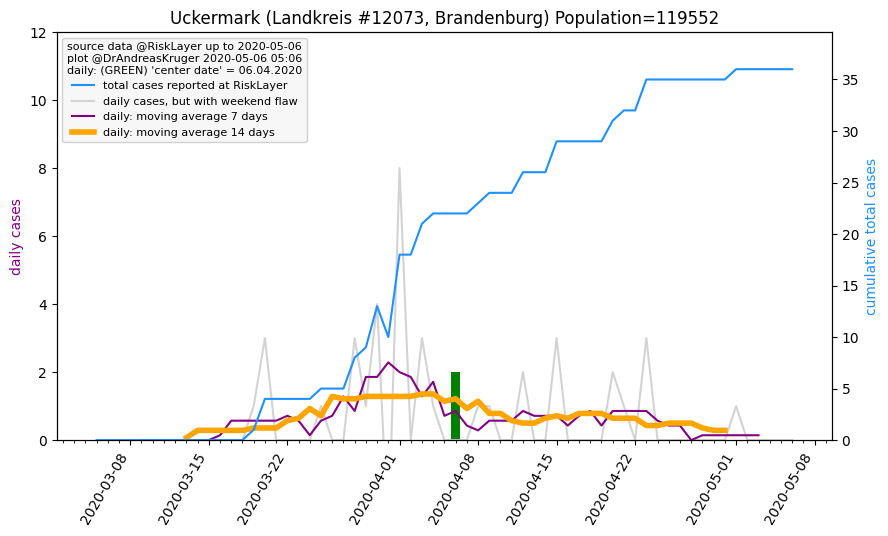 Uckermark (Landkreis #12073, Brandenburg) Population=119552
source data @RiskLayer up to 2020-05-06
plot @DrAndreasKruger 2020-05-06 05:06
daily: (GREEN) 'center date' = 06.04.2020
total cases reported at RiskLayer
daily cases, but with weekend flaw
daily: moving average 7 days
daily: moving average 14 days
daily cases
12
10
8
6
4
2
0
35
30
25
20
15
10
5
0
cumulative total cases
2020-03-08
2020-03-15
2020-03-22
2020-04-01
2020-04-08
2020-04-15
2020-04-22
2020-05-01
2020-05-08